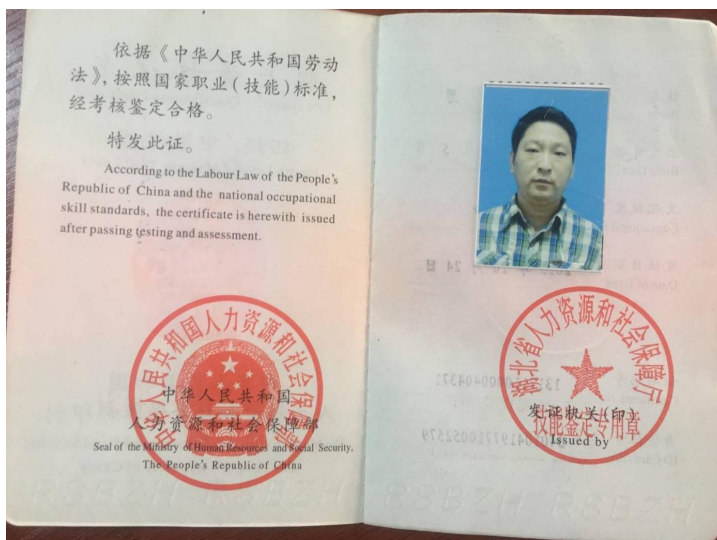 依据《中华人民共和国劳动
法》,按照国家职业(技能)标准,
经考核鉴定合格。
特发此证。
According to the Labour Law of the People's
Republic of China and the national occupational
skill standards, the certificate is herewith issued
after passing testing and assessment.
中华人民共和国人力资源和社会保障部
中华人民共和国
人力资源和社会保障部
Seal of the Ministry of Human Resources and Social Security,
The People's Republic of China
RSBZH RSBZH
湖北省人力资源和社会保障厅
发证机关(印)
技能鉴定专用章
Issued by
RSBZH RSBZH